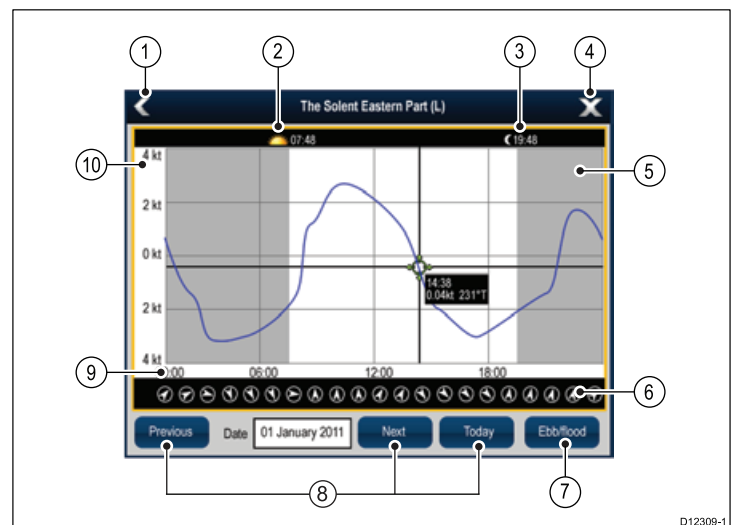 1 2 3 4
The Solent Eastern Part (L)
07:48 19:48
10 4 kt 5
2 kt
0 kt
14:38
0.04kt 231°T
2 kt
4 kt
9 0:00 06:00 12:00 18:00
6
Previous Date 01 January 2011 Next Today Ebb/flood
8 7
D12309-1